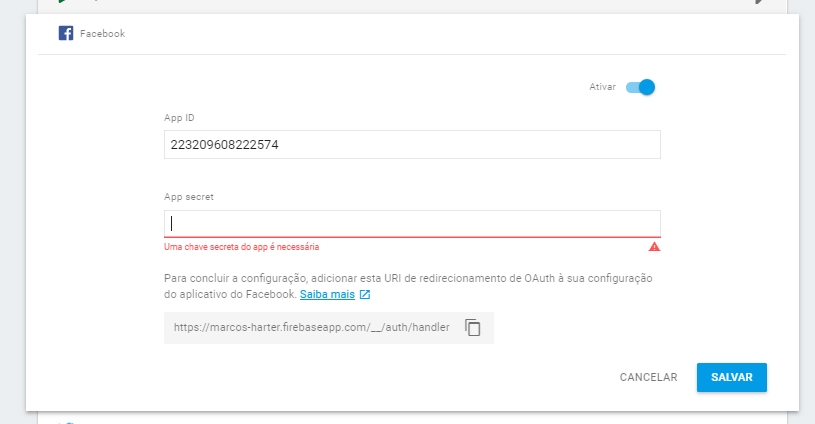 Facebook
Ativar
App ID
223209608222574
App secret
Uma chave secreta do app é necessária
Para concluir a configuração, adicionar esta URI de redirecionamento de OAuth à sua configuração
do aplicativo do Facebook. Saiba mais
https://marcos-harter.firebaseapp.com/__/auth/handler
CANCELAR
SALVAR